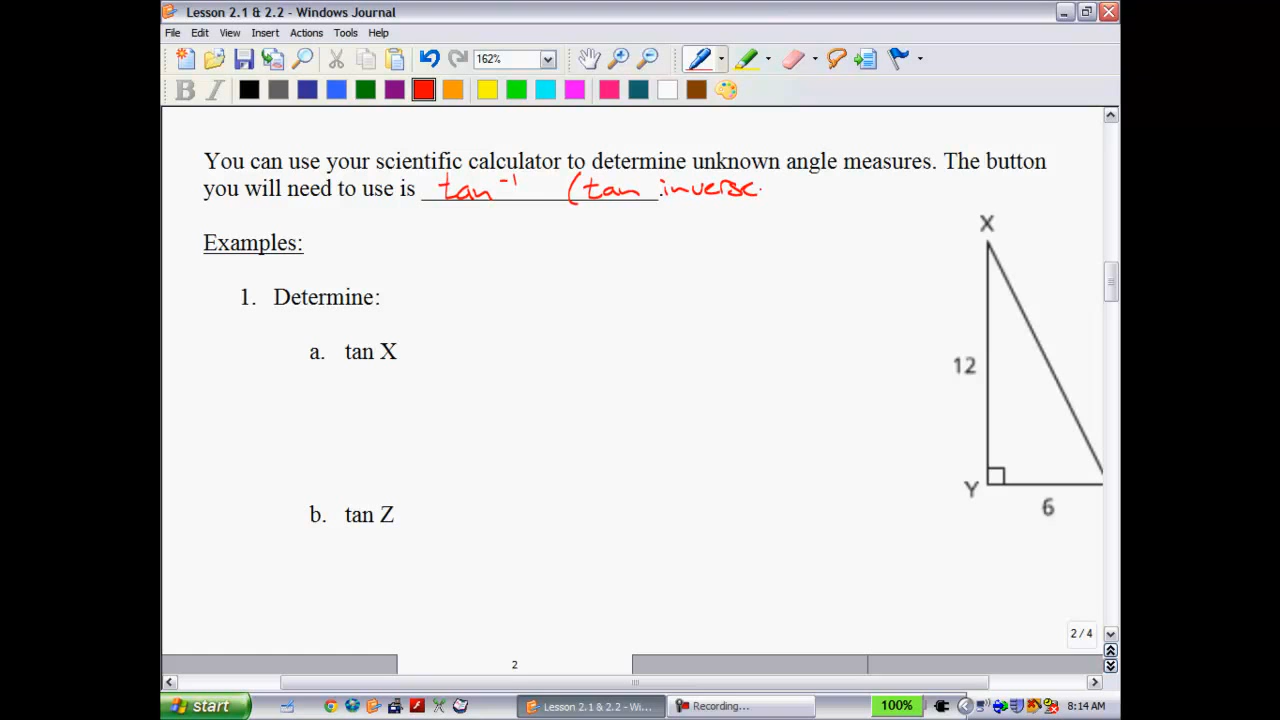 Lesson 2.1 & 2.2 - Windows Journal
File Edit View Insert Actions Tools Help
162%
B I
You can use your scientific calculator to determine unknown angle measures. The button
you will need to use is tan⁻¹ (tan inverse.
Examples:
X
1. Determine:
a. tan X
12
Y
6
b. tan Z
2 / 4
2
start
Lesson 2.1 & 2.2 - Wi...
Recording...
100%
8:14 AM